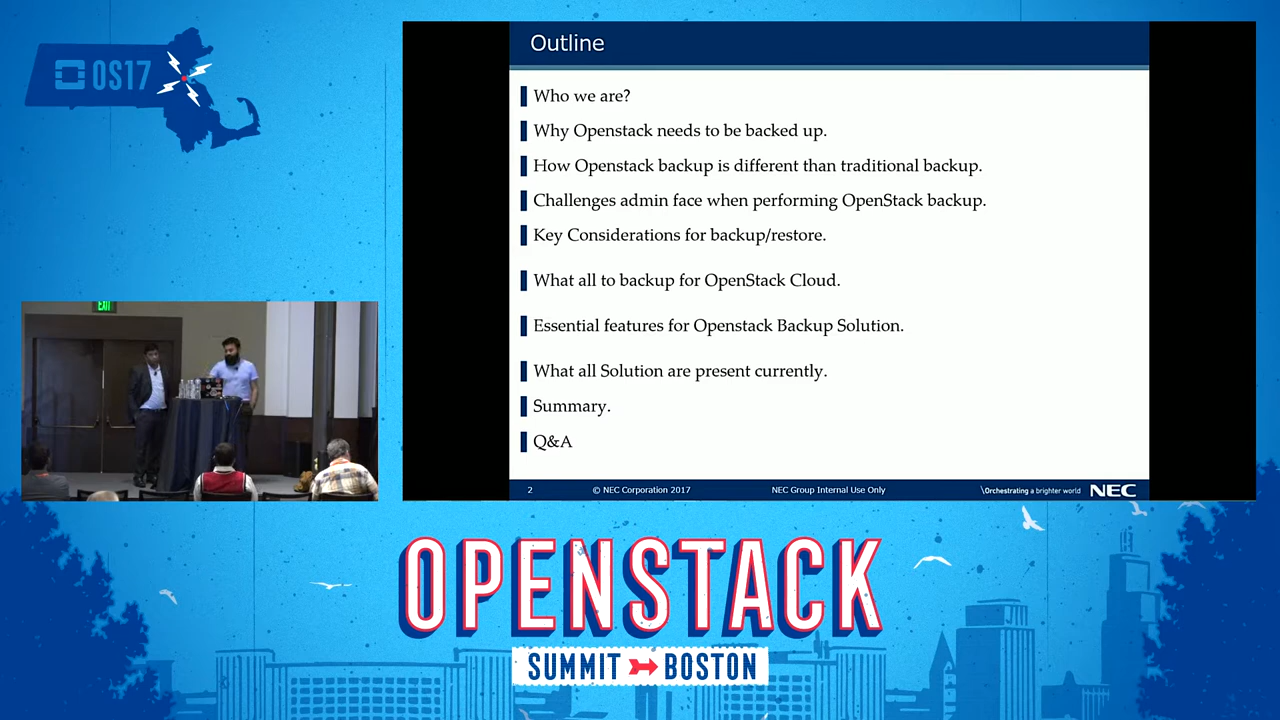 OS17
Outline
Who we are?
Why Openstack needs to be backed up.
How Openstack backup is different than traditional backup.
Challenges admin face when performing OpenStack backup.
Key Considerations for backup/restore.
What all to backup for OpenStack Cloud.
Essential features for Openstack Backup Solution.
What all Solution are present currently.
Summary.
Q&A
2 © NEC Corporation 2017 NEC Group Internal Use Only \Orchestrating a brighter world NEC
EXIT
OPENSTACK
SUMMIT BOSTON